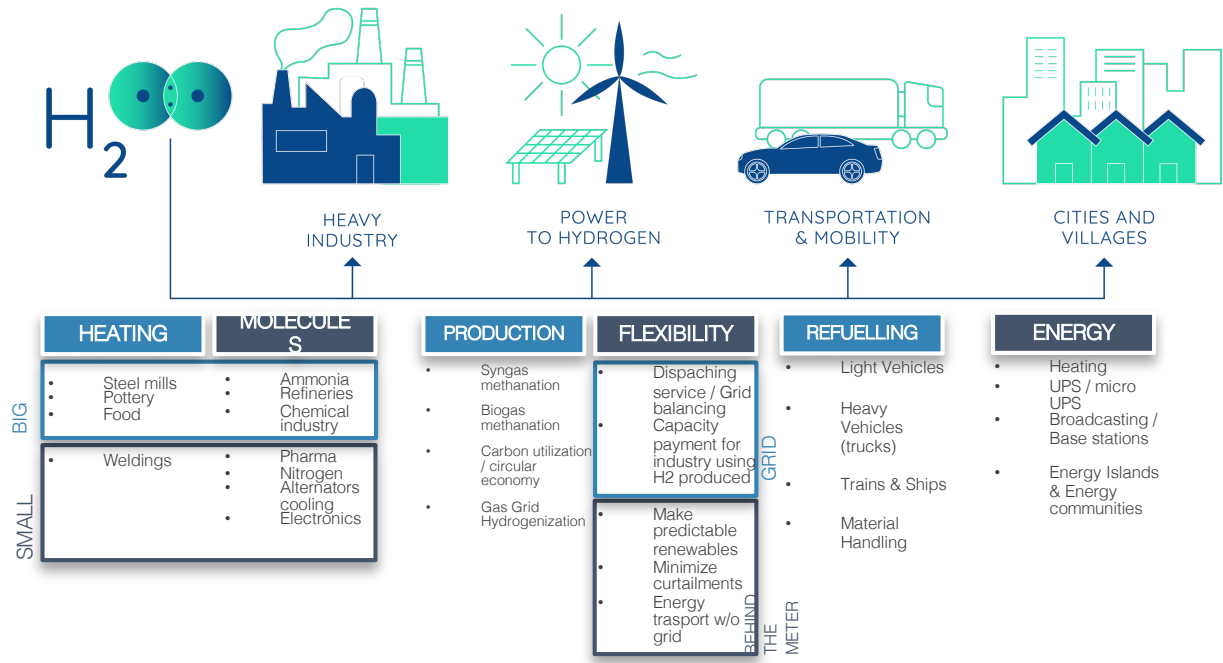 H2
HEAVY
INDUSTRY
POWER
TO HYDROGEN
TRANSPORTATION
& MOBILITY
CITIES AND
VILLAGES
HEATING
MOLECULE
S
PRODUCTION
FLEXIBILITY
REFUELLING
ENERGY
BIG
• Steel mills
• Pottery
• Food
• Ammonia
• Refineries
• Chemical
industry
SMALL
• Weldings
• Pharma
• Nitrogen
• Alternators
cooling
• Electronics
• Syngas
methanation
• Biogas
methanation
• Carbon utilization
/ circular
economy
• Gas Grid
Hydrogenization
• Dispaching
service / Grid
balancing
• Capacity
payment for
industry using
H2 produced
GRID
• Make
predictable
renewables
• Minimize
curtailments
• Energy
trasport w/o
grid
BEHIND
THE
METER
• Light Vehicles
• Heavy
Vehicles
(trucks)
• Trains & Ships
• Material
Handling
• Heating
• UPS / micro
UPS
• Broadcasting /
Base stations
• Energy Islands
& Energy
communities